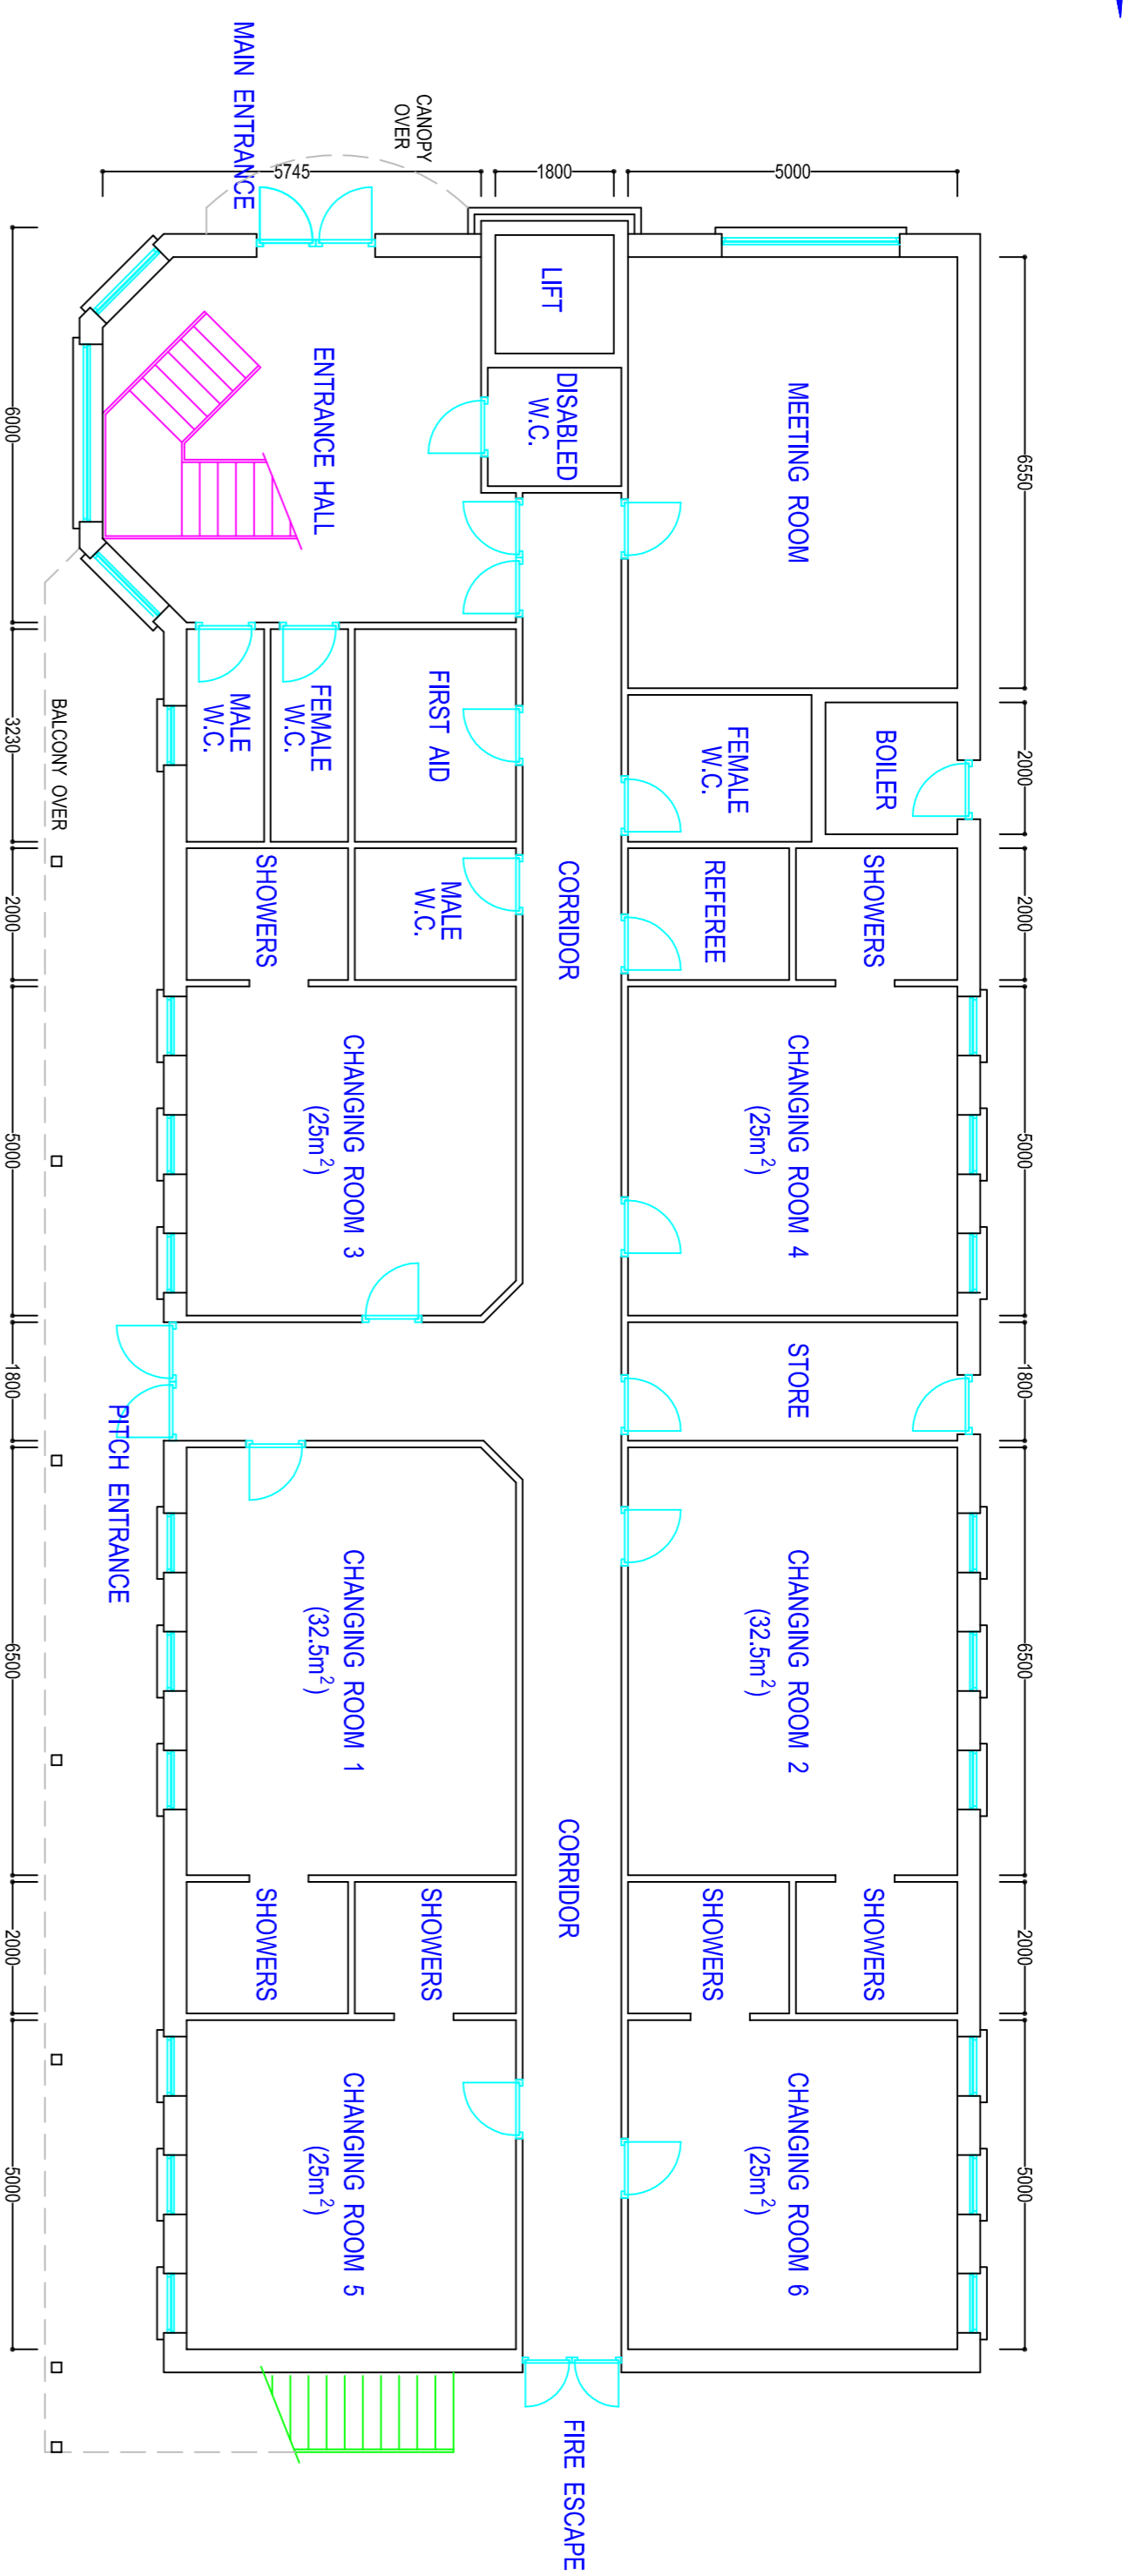 MAIN ENTRANCE
CANOPY
OVER
5745
1800
5000
6000
3230
2000
5000
1800
6500
2000
5000
6550
2000
2000
5000
1800
6500
2000
5000
LIFT
DISABLED
W.C.
ENTRANCE HALL
MEETING ROOM
BALCONY OVER
MALE
W.C.
FEMALE
W.C.
FIRST AID
FEMALE
W.C.
BOILER
SHOWERS
MALE
W.C.
CORRIDOR
REFEREE
SHOWERS
CHANGING ROOM 3
(25m²)
CHANGING ROOM 4
(25m²)
STORE
PITCH ENTRANCE
CHANGING ROOM 1
(32.5m²)
CHANGING ROOM 2
(32.5m²)
CORRIDOR
SHOWERS
SHOWERS
SHOWERS
SHOWERS
CHANGING ROOM 5
(25m²)
CHANGING ROOM 6
(25m²)
FIRE ESCAPE